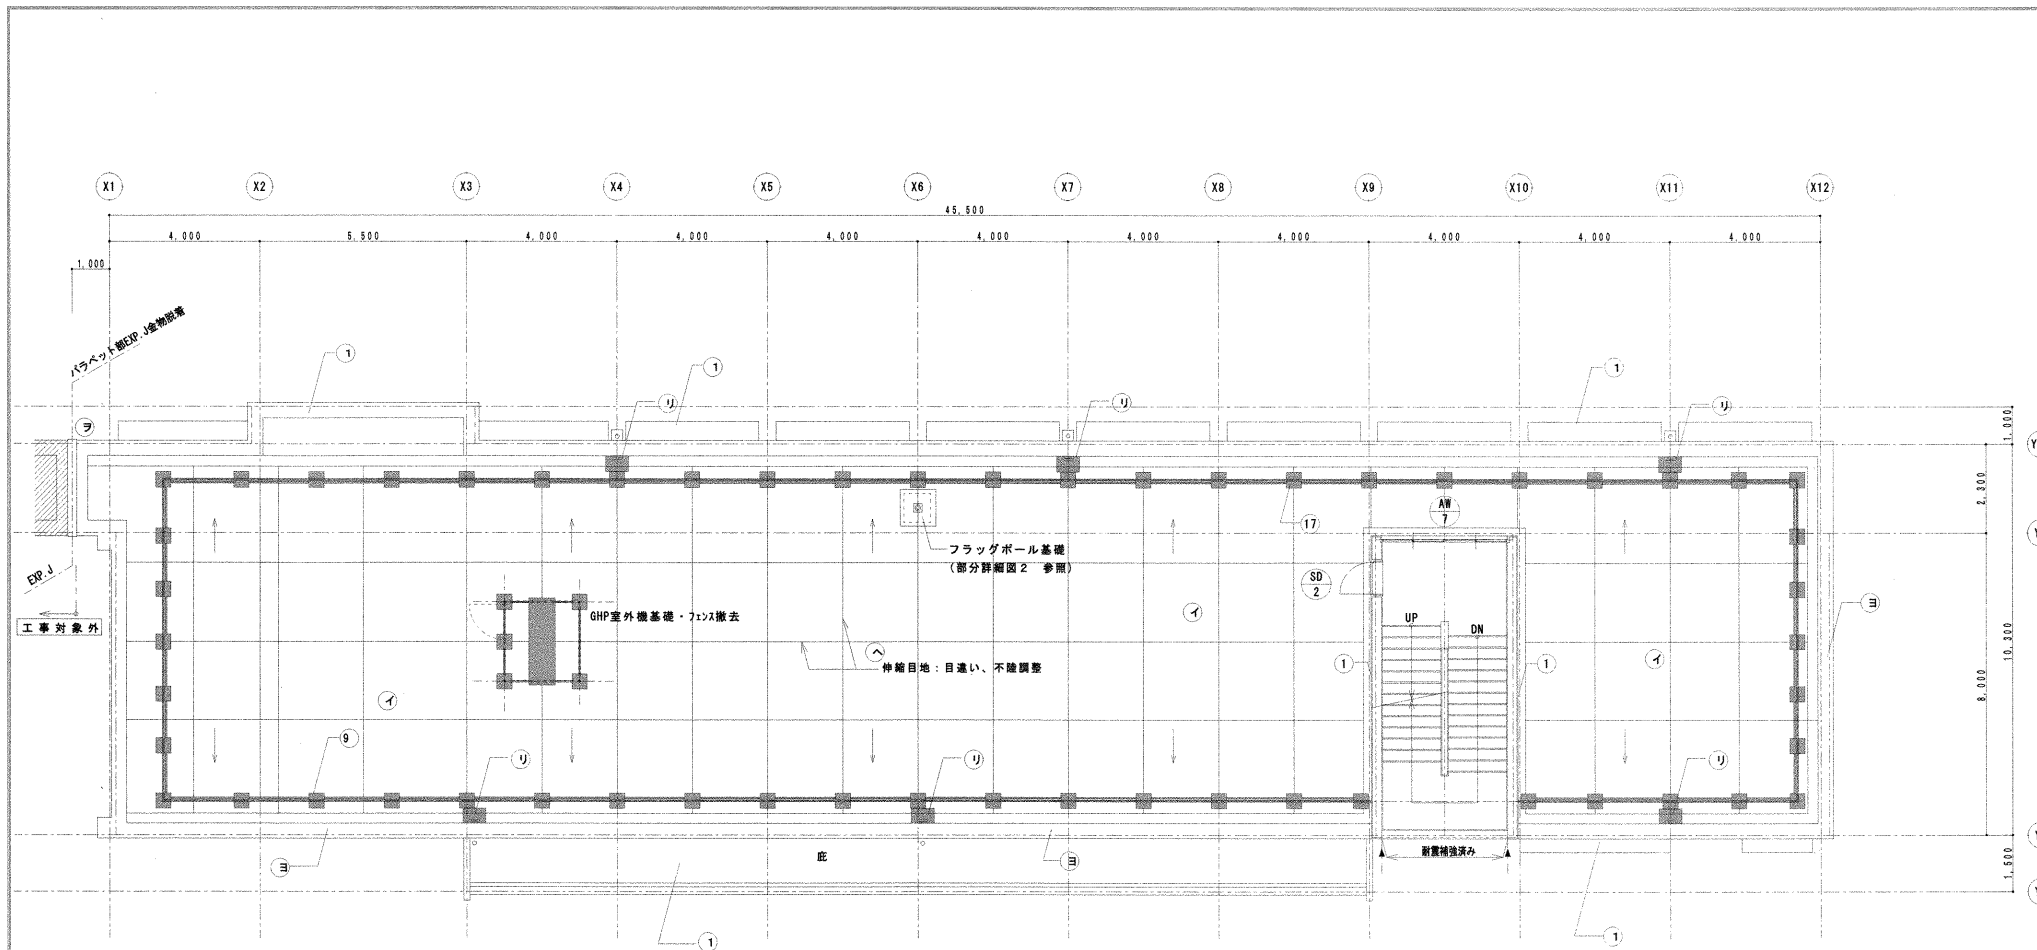 X1 X2 X3 X4 X5 X6 X7 X8 X9 X10 X11 X12
45,500
4,000 5,500 4,000 4,000 4,000 4,000 4,000 4,000 4,000 4,000 4,000
1,000
パラペット部EXP.J金物脱着
1 1 1
リ リ リ
ヲ
1,000
Y
2,300
17
AW
7
Y
フラッグポール基礎
(部分詳細図2 参照)
EXP.J
SD
2
イ
ヨ
工事対象外
GHP室外機基礎・フェンス撤去
UP
DN
10,300
ヘ
伸縮目地:目違い、不陸調整
1 1
イ
イ
8,000
9
リ リ リ
Y
庇
耐震補強済み
ヨ ヨ
1,500
Y
1 1